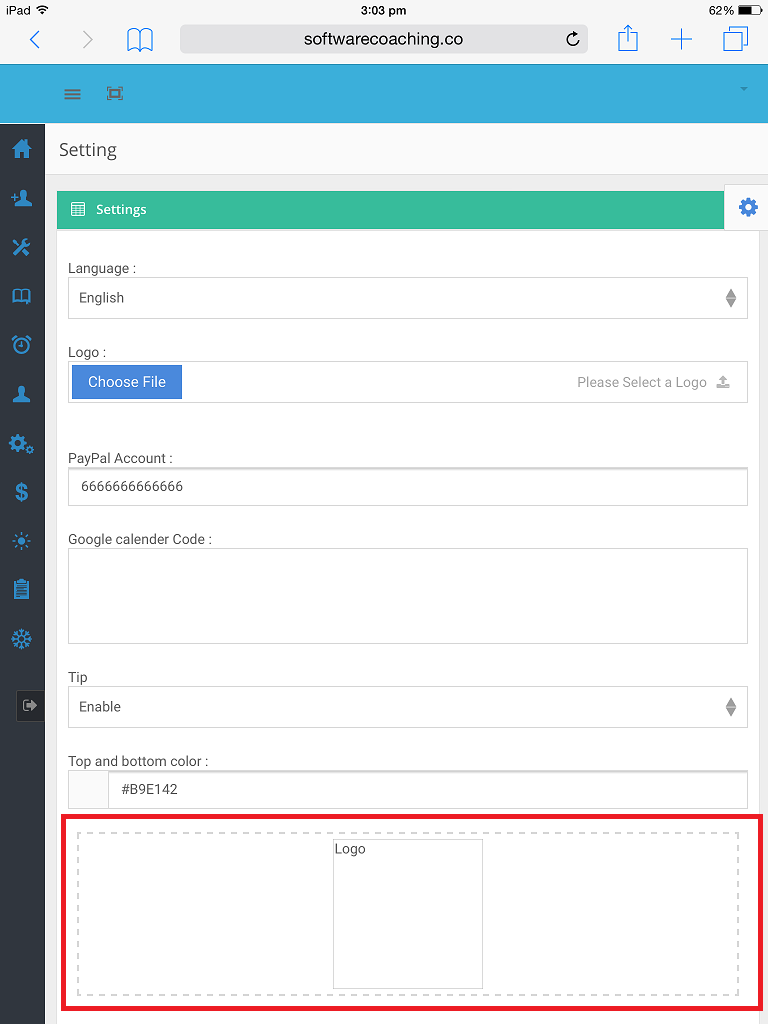 iPad 3:03 pm 62%
softwarecoaching.co
Setting
Settings
Language :
English
Logo :
Choose File Please Select a Logo
PayPal Account :
6666666666666
Google calender Code :
Tip
Enable
Top and bottom color :
#B9E142
Logo